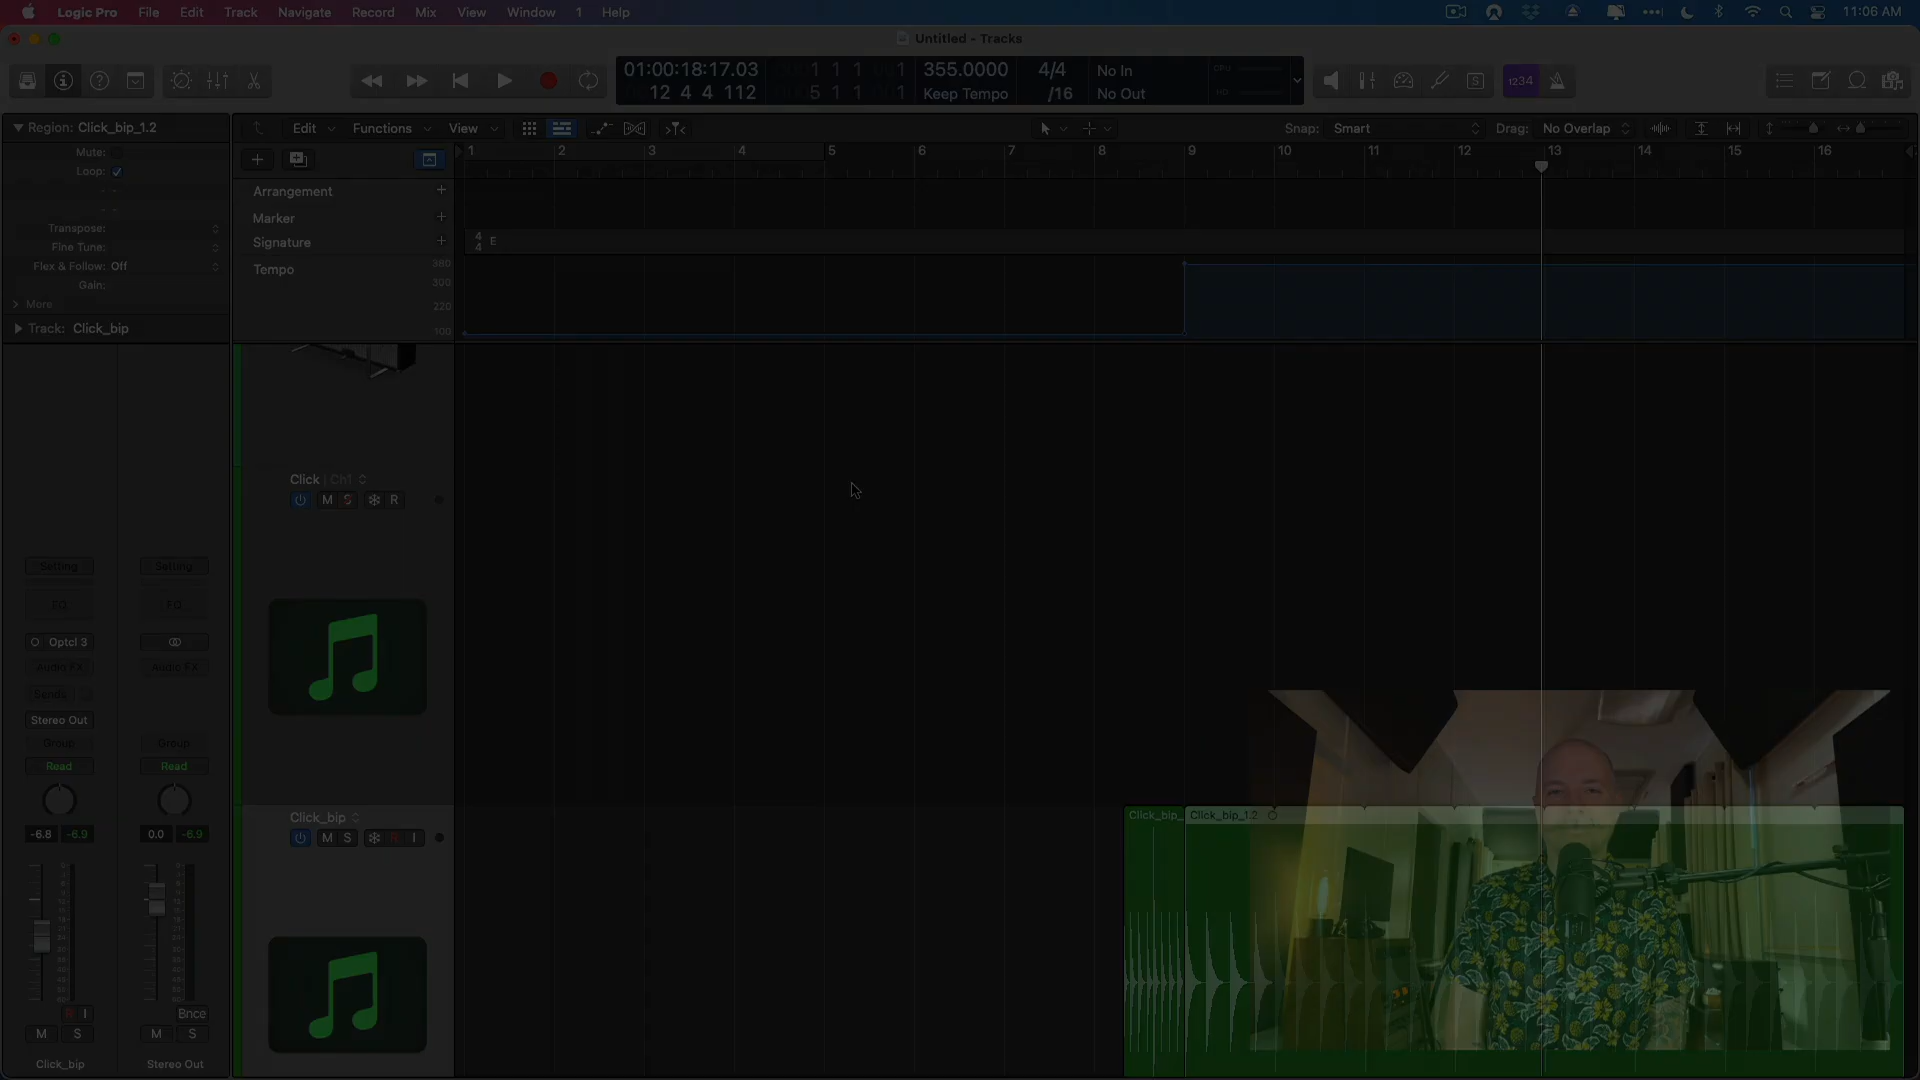 Logic Pro File Edit Track Navigate Record Mix View Window 1 Help 11:06 AM
Untitled - Tracks
01:00:18:17.03 1 1 1 1 355.0000 4/4 No In CPU
12 4 4 112 5 1 1 1 Keep Tempo /16 No Out HD
1234
Region: Click_bip_1.2 Edit Functions View Snap: Smart Drag: No Overlap
Mute: 1 2 3 4 5 6 7 8 9 10 11 12 13 14 15 16
Loop:
Arrangement +
Marker +
Transpose:
Signature + 4 4 E
Fine Tune:
Flex & Follow: Off
Tempo 380
Gain: 300
More 220
Track: Click_bip 100
Click | Ch1
M S R
Setting Setting
EQ EQ
Optcl 3
Audio FX Audio FX
Sends
Stereo Out
Group Group
Read Read
Click_bip Click_bip_ Click_bip_1.2
-6.8 -6.9 0.0 -6.9 M S R I
R I Bnce
M S M S
Click_bip Stereo Out